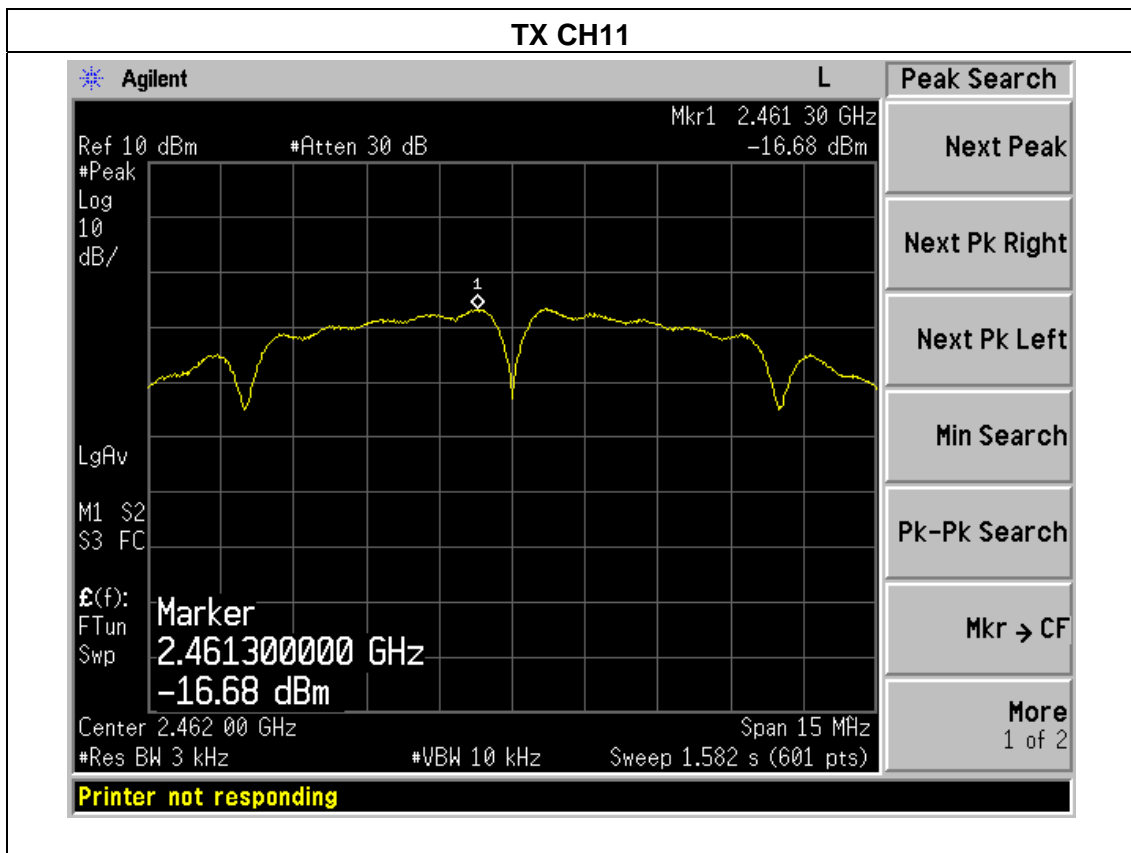 TX CH11
Agilent L Peak Search
Mkr1 2.461 30 GHz
Ref 10 dBm #Atten 30 dB -16.68 dBm
#Peak
Log
10
dB/
1
LgAv
M1 S2
S3 FC
£(f):
FTun
Swp
Marker
2.461300000 GHz
-16.68 dBm
Center 2.462 00 GHz Span 15 MHz
#Res BW 3 kHz #VBW 10 kHz Sweep 1.582 s (601 pts)
Next Peak
Next Pk Right
Next Pk Left
Min Search
Pk-Pk Search
Mkr → CF
More
1 of 2
Printer not responding